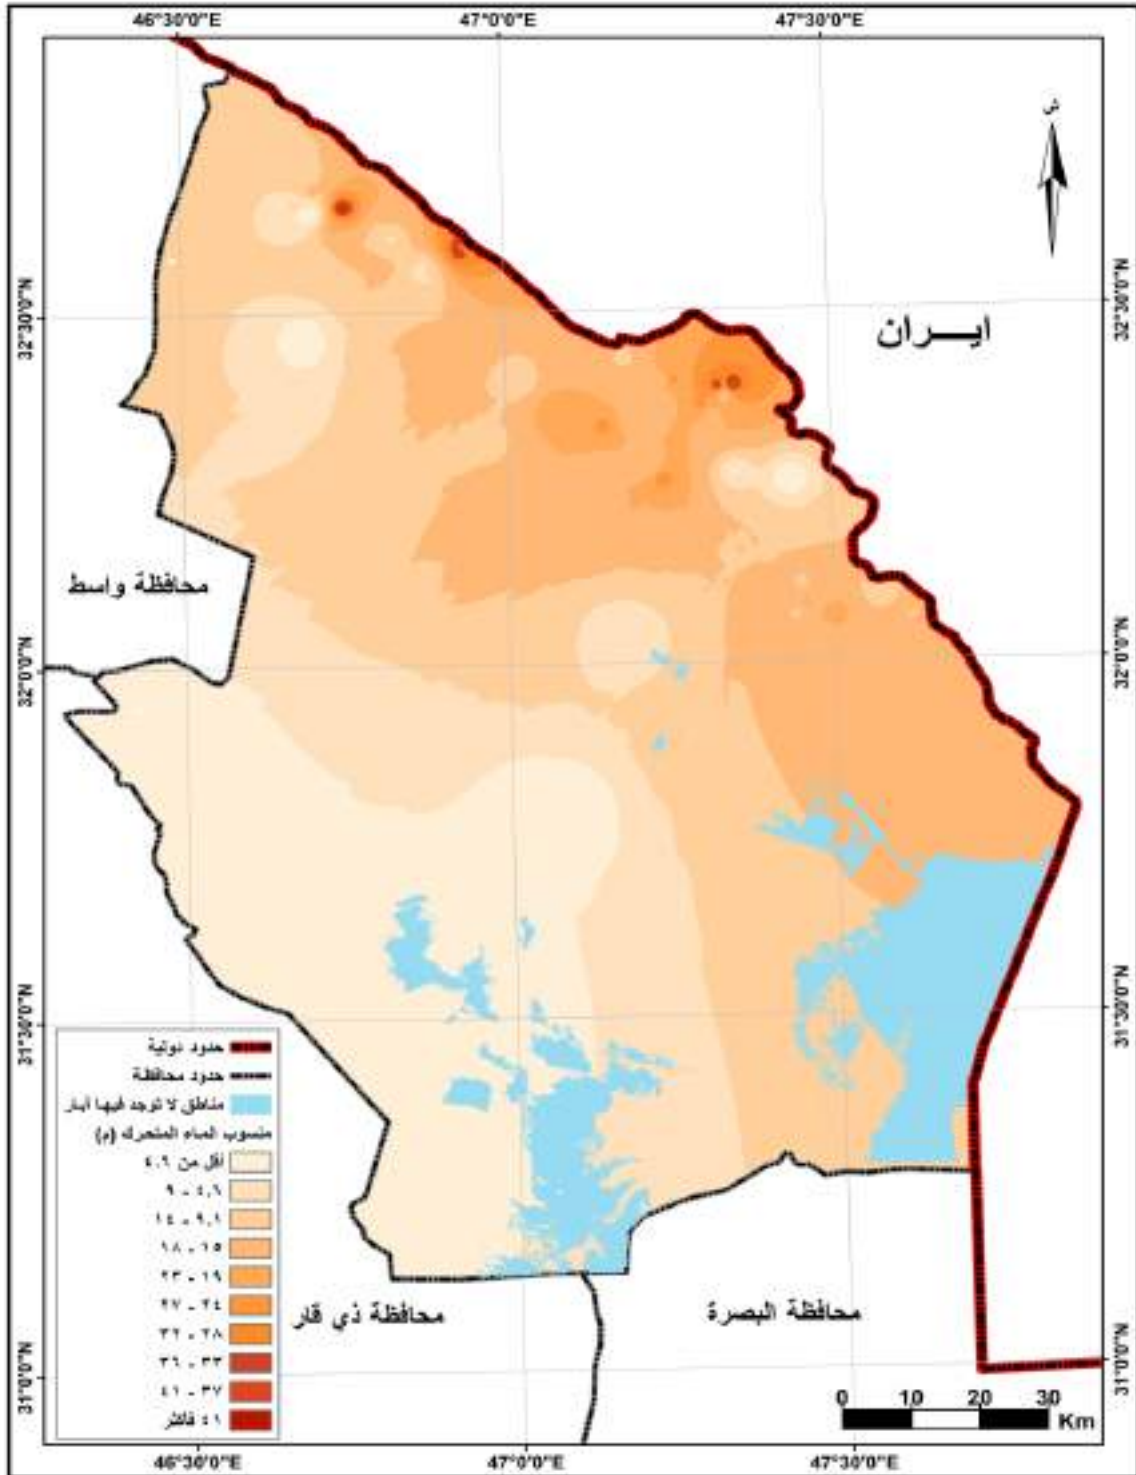 46°30'0"E 47°0'0"E 47°30'0"E
ش
32°30'0"N 32°30'0"N
ايـــران
محافظة واسط
32°0'0"N 32°0'0"N
31°30'0"N 31°30'0"N
حدود دولية
حدود محافظة
مناطق لا توجد فيها آبار
منسوب الماء المتحرك (م)
أقل من ٤.٦
٤.٦ - ٩
٩.١ - ١٤
١٥ - ١٨
١٩ - ٢٣
٢٤ - ٢٧
٢٨ - ٣٢
٣٣ - ٣٦
٣٧ - ٤١
٤١ فأكثر
محافظة ذي قار
محافظة البصرة
31°0'0"N 31°0'0"N
0 10 20 30
Km
46°30'0"E 47°0'0"E 47°30'0"E